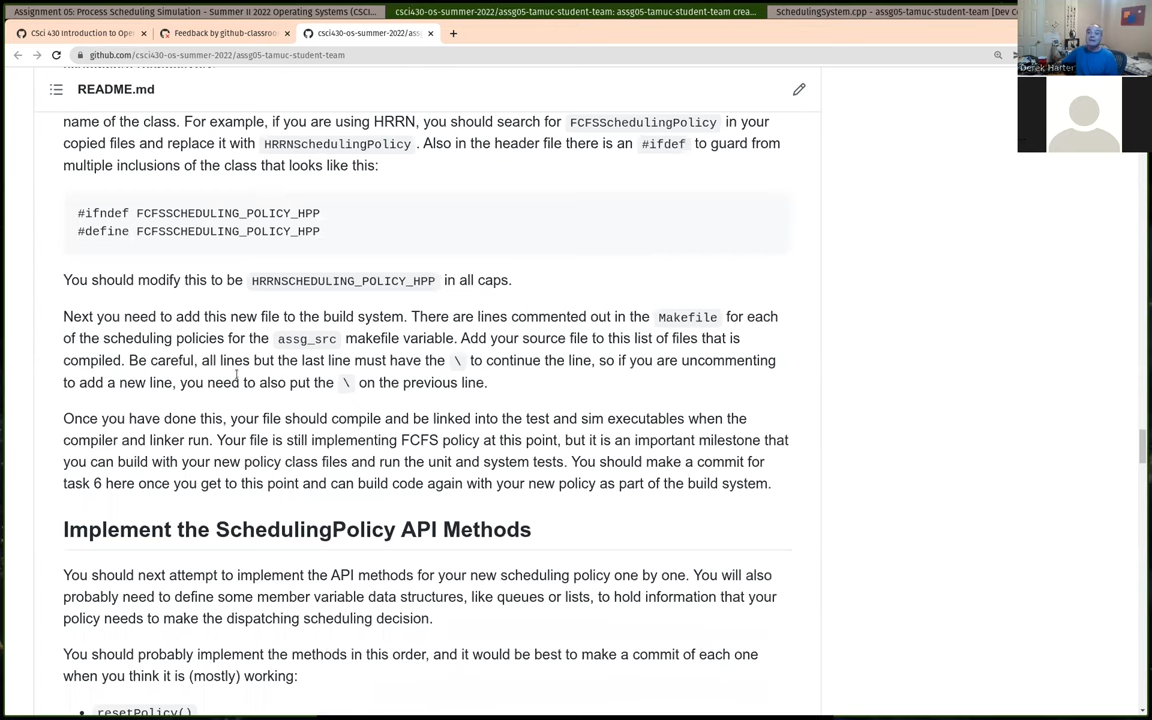 Assignment 05: Process Scheduling Simulation - Summer II 2022 Operating Systems (CSCI...
csci430-os-summer-2022/assg05-tamuc-student-team: assg05-tamuc-student-team crea...
SchedulingSystem.cpp - assg05-tamuc-student-team [Dev C
CSci 430 Introduction to Ope
Feedback by github-classroo
csci430-os-summer-2022/as
github.com/csci430-os-summer-2022/assg05-tamuc-student-team
Derek Harter
README.md
name of the class. For example, if you are using HRRN, you should search for FCFSSchedulingPolicy in your
copied files and replace it with HRRNSchedulingPolicy . Also in the header file there is an #ifdef to guard from
multiple inclusions of the class that looks like this:
#ifndef FCFSSCHEDULING_POLICY_HPP
#define FCFSSCHEDULING_POLICY_HPP
You should modify this to be HRRNSCHEDULING_POLICY_HPP in all caps.
Next you need to add this new file to the build system. There are lines commented out in the Makefile for each
of the scheduling policies for the assg_src makefile variable. Add your source file to this list of files that is
compiled. Be careful, all lines but the last line must have the \ to continue the line, so if you are uncommenting
to add a new line, you need to also put the \ on the previous line.
Once you have done this, your file should compile and be linked into the test and sim executables when the
compiler and linker run. Your file is still implementing FCFS policy at this point, but it is an important milestone that
you can build with your new policy class files and run the unit and system tests. You should make a commit for
task 6 here once you get to this point and can build code again with your new policy as part of the build system.
Implement the SchedulingPolicy API Methods
You should next attempt to implement the API methods for your new scheduling policy one by one. You will also
probably need to define some member variable data structures, like queues or lists, to hold information that your
policy needs to make the dispatching scheduling decision.
You should probably implement the methods in this order, and it would be best to make a commit of each one
when you think it is (mostly) working:
resetPolicy()